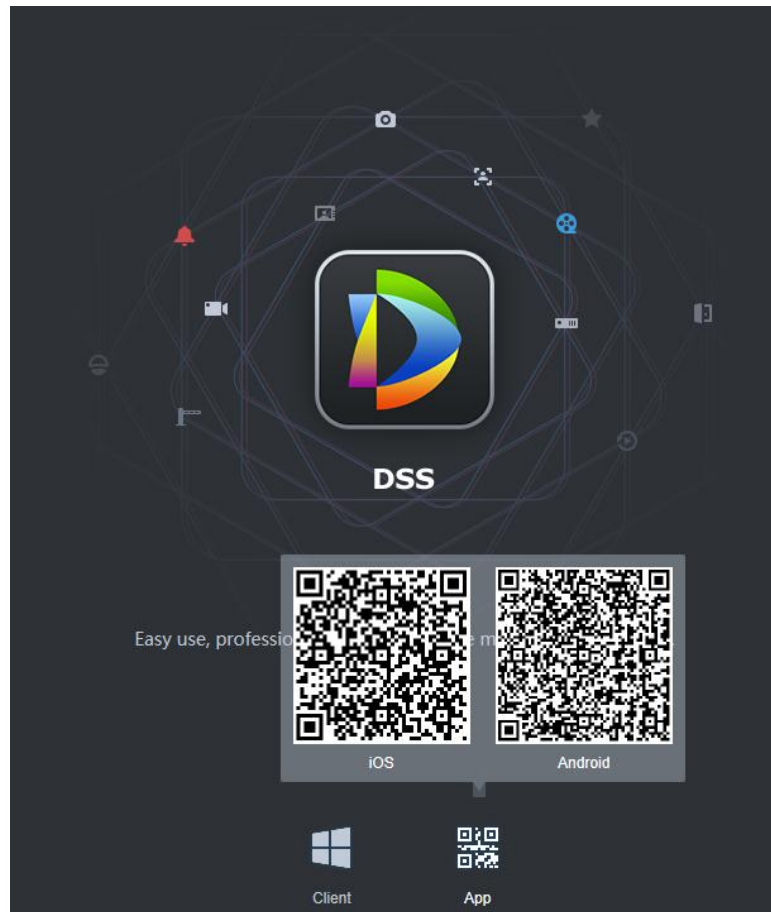 DSS
Easy use, professio
iOS
Android
Client
App